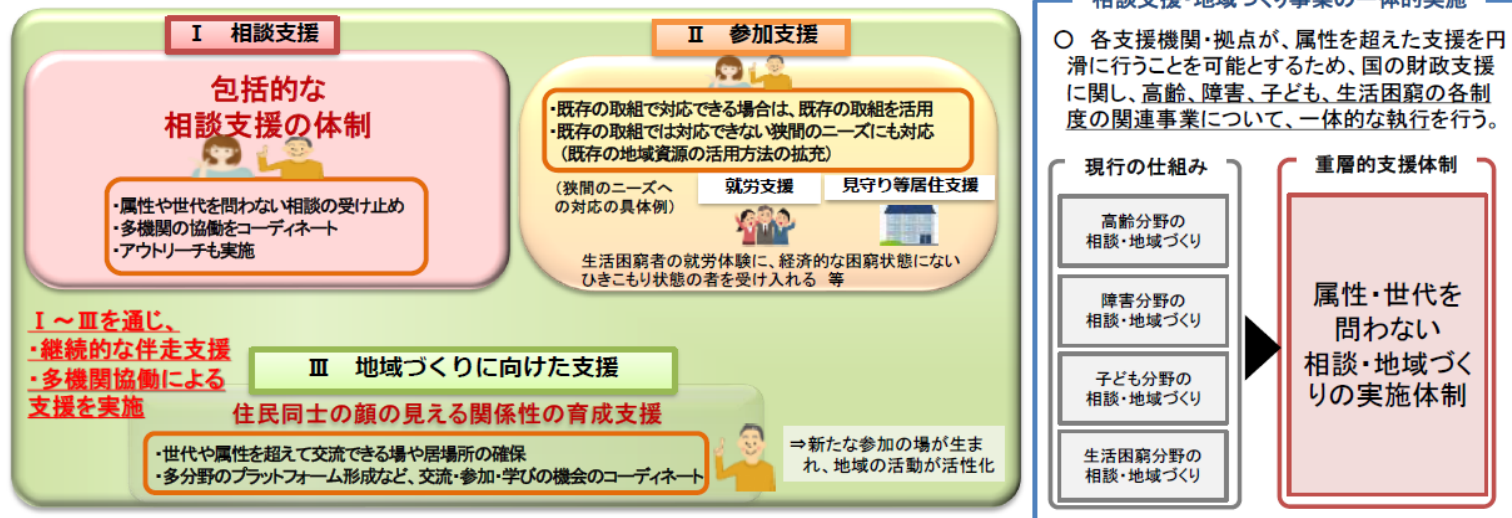 Ⅰ 相談支援
包括的な
相談支援の体制
・属性や世代を問わない相談の受け止め
・多機関の協働をコーディネート
・アウトリーチも実施
Ⅱ 参加支援
・既存の取組で対応できる場合は、既存の取組を活用
・既存の取組では対応できない狭間のニーズにも対応
(既存の地域資源の活用方法の拡充)
(狭間のニーズへ
の対応の具体例)
就労支援
見守り等居住支援
生活困窮者の就労体験に、経済的な困窮状態にない
ひきこもり状態の者を受け入れる 等
Ⅰ~Ⅲを通じ、
・継続的な伴走支援
・多機関協働による
支援を実施
Ⅲ 地域づくりに向けた支援
住民同士の顔の見える関係性の育成支援
・世代や属性を超えて交流できる場や居場所の確保
・多分野のプラットフォーム形成など、交流・参加・学びの機会のコーディネート
⇒新たな参加の場が生ま
れ、地域の活動が活性化
相談支援・地域づくり事業の一体的実施
○ 各支援機関・拠点が、属性を超えた支援を円
滑に行うことを可能とするため、国の財政支援
に関し、高齢、障害、子ども、生活困窮の各制
度の関連事業について、一体的な執行を行う。
現行の仕組み
高齢分野の
相談・地域づくり
障害分野の
相談・地域づくり
子ども分野の
相談・地域づくり
生活困窮分野の
相談・地域づくり
重層的支援体制
属性・世代を
問わない
相談・地域づく
りの実施体制